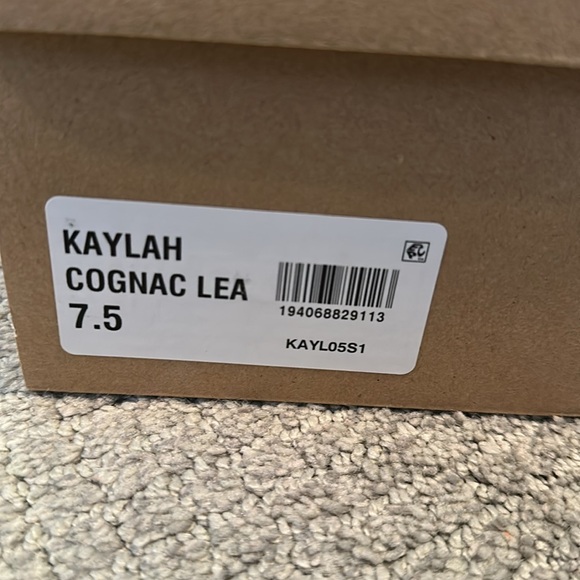 KAYLAH
COGNAC LEA
7.5
194068829113
KAYL05S1